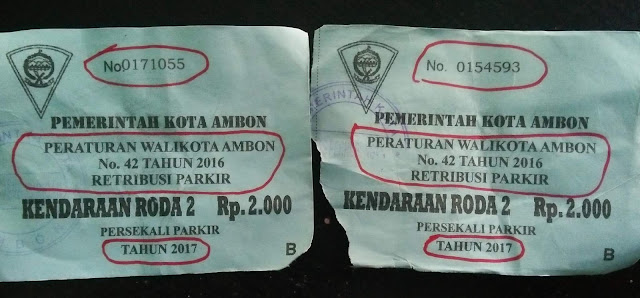 No0171055
PEMERINTAH KOTA AMBON
PERATURAN WALIKOTA AMBON
No. 42 TAHUN 2016
RETRIBUSI PARKIR
KENDARAAN RODA 2 Rp.2.000
PERSEKALI PARKIR
TAHUN 2017
B
No. 0154593
PEMERINTAH KOTA AMBON
PERATURAN WALIKOTA AMBON
No. 42 TAHUN 2016
RETRIBUSI PARKIR
KENDARAAN RODA 2 Rp.2.000
PERSEKALI PARKIR
TAHUN 2017
B